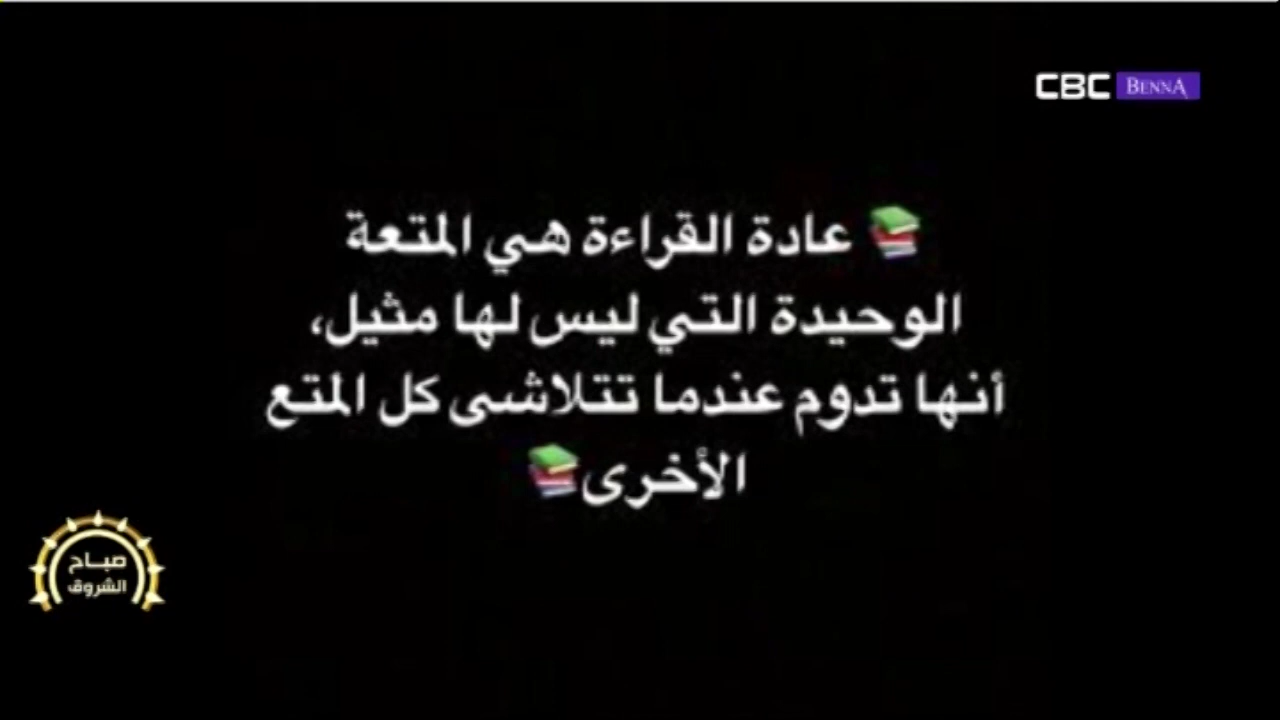 CBC BENNA
📚 عادة القراءة هي المتعة
الوحيدة التي ليس لها مثيل،
أنها تدوم عندما تتلاشى كل المتع
الأخرى📚
صباح
الشروق